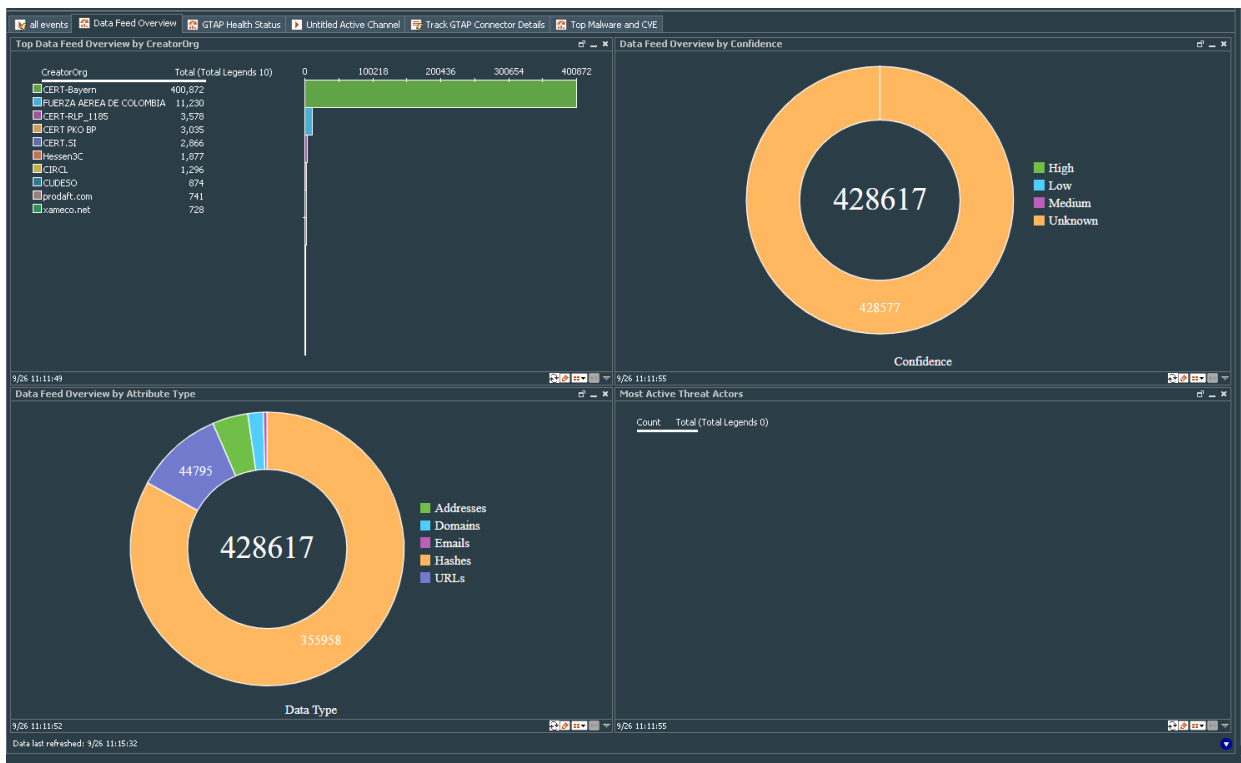 all events Data Feed Overview GTAP Health Status Untitled Active Channel Track GTAP Connector Details Top Malware and CVE
Top Data Feed Overview by CreatorOrg
CreatorOrg Total (Total Legends 10)
0 100218 200436 300654 400872
CERT-Bayern 400,872
FUERZA AEREA DE COLOMBIA 11,230
CERT-RLP_1185 3,578
CERT PKO BP 3,035
CERT.SI 2,866
Hessen3C 1,877
CIRCL 1,296
CUDESO 874
prodaft.com 741
xameco.net 728
9/26 11:11:49
Data Feed Overview by Confidence
428617
428577
High
Low
Medium
Unknown
Confidence
9/26 11:11:55
Data Feed Overview by Attribute Type
44795
428617
355958
Addresses
Domains
Emails
Hashes
URLs
Data Type
9/26 11:11:52
Most Active Threat Actors
Count Total (Total Legends 0)
9/26 11:11:55
Data last refreshed: 9/26 11:15:32